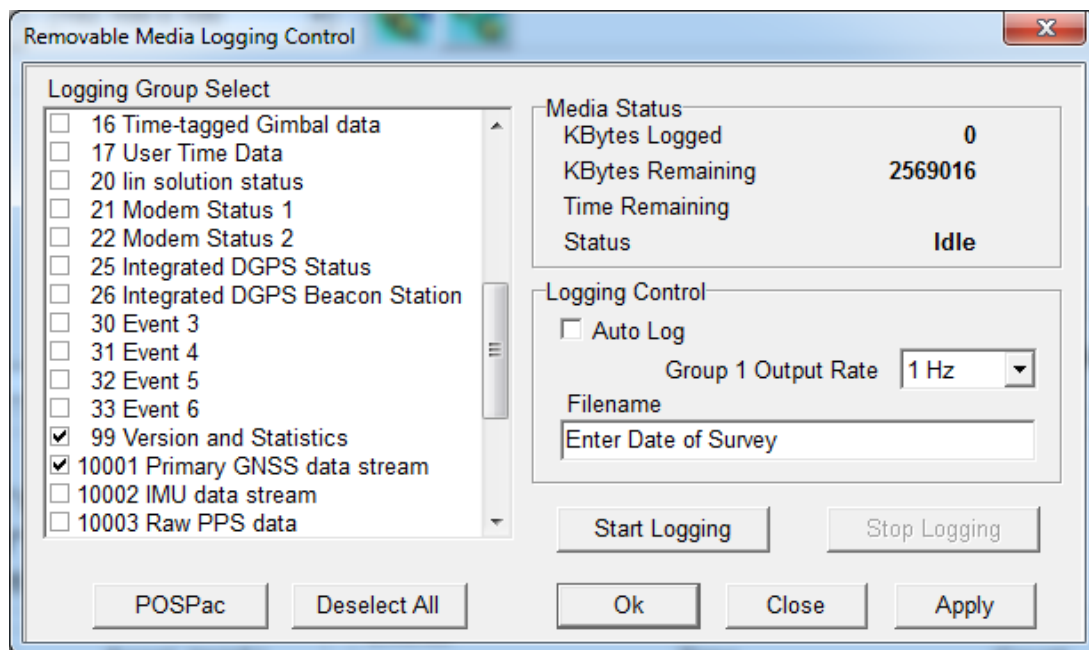 Removable Media Logging Control
Logging Group Select
16 Time-tagged Gimbal data
17 User Time Data
20 Iin solution status
21 Modem Status 1
22 Modem Status 2
25 Integrated DGPS Status
26 Integrated DGPS Beacon Station
30 Event 3
31 Event 4
32 Event 5
33 Event 6
99 Version and Statistics
10001 Primary GNSS data stream
10002 IMU data stream
10003 Raw PPS data
POSPac
Deselect All
Media Status
KBytes Logged 0
KBytes Remaining 2569016
Time Remaining
Status Idle
Logging Control
Auto Log
Group 1 Output Rate 1 Hz
Filename
Enter Date of Survey
Start Logging
Stop Logging
Ok
Close
Apply